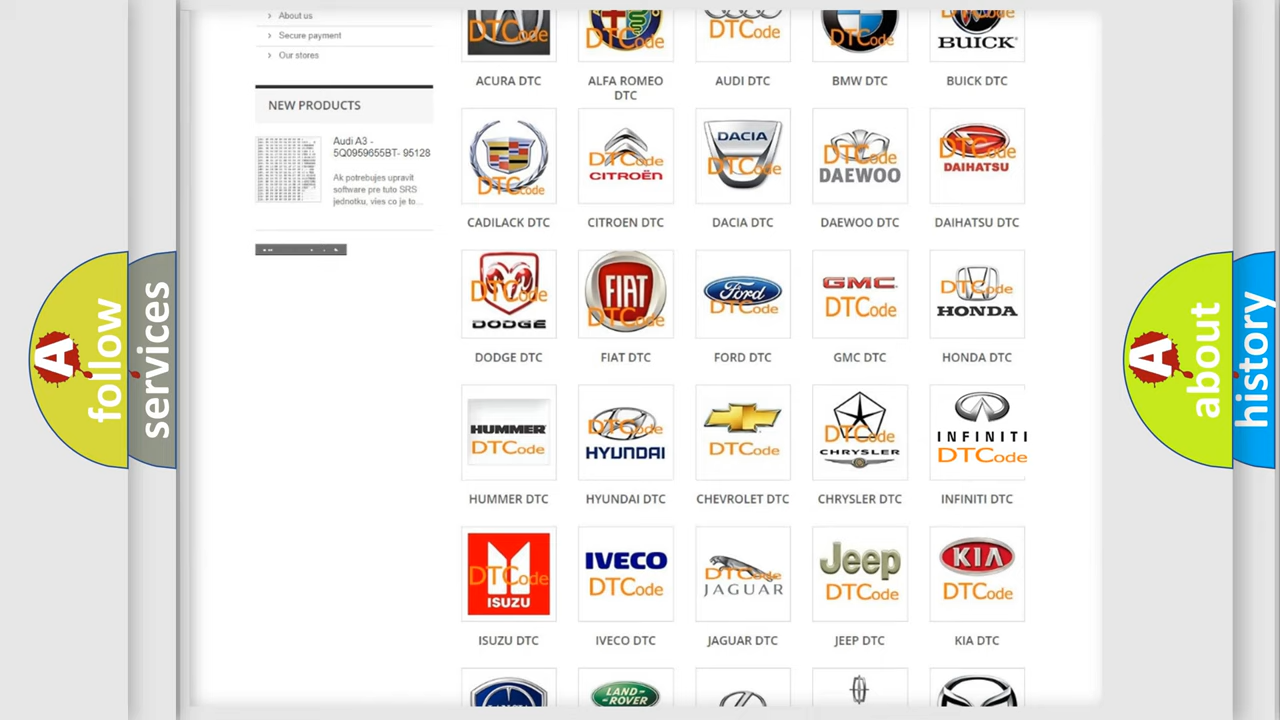 About us
Secure payment
Our stores
NEW PRODUCTS
Audi A3 -
5Q0959655BT- 95128
Ak potrebujes upravit
software pre tuto SRS
jednotku, vies co je to...
DTCode
DTCode
DTCode
DTCode
BUICK
ACURA DTC
ALFA ROMEO
DTC
AUDI DTC
BMW DTC
BUICK DTC
DTCode
DTCode
CITROËN
DACIA
DTCode
DTCode
DAEWOO
DTCode
DAIHATSU
CADILACK DTC
CITROEN DTC
DACIA DTC
DAEWOO DTC
DAIHATSU DTC
DTCode
DODGE
FIAT
DTCode
Ford
DTCode
GMC
DTCode
DTCode
HONDA
DODGE DTC
FIAT DTC
FORD DTC
GMC DTC
HONDA DTC
HUMMER
DTCode
DTCode
HYUNDAI
DTCode
DTCode
CHRYSLER
INFINITI
DTCode
HUMMER DTC
HYUNDAI DTC
CHEVROLET DTC
CHRYSLER DTC
INFINITI DTC
DTCode
ISUZU
IVECO
DTCode
DTCode
JAGUAR
Jeep
DTCode
KIA
DTCode
ISUZU DTC
IVECO DTC
JAGUAR DTC
JEEP DTC
KIA DTC
LAND-
ROVER
A
follow
services
A
about
history